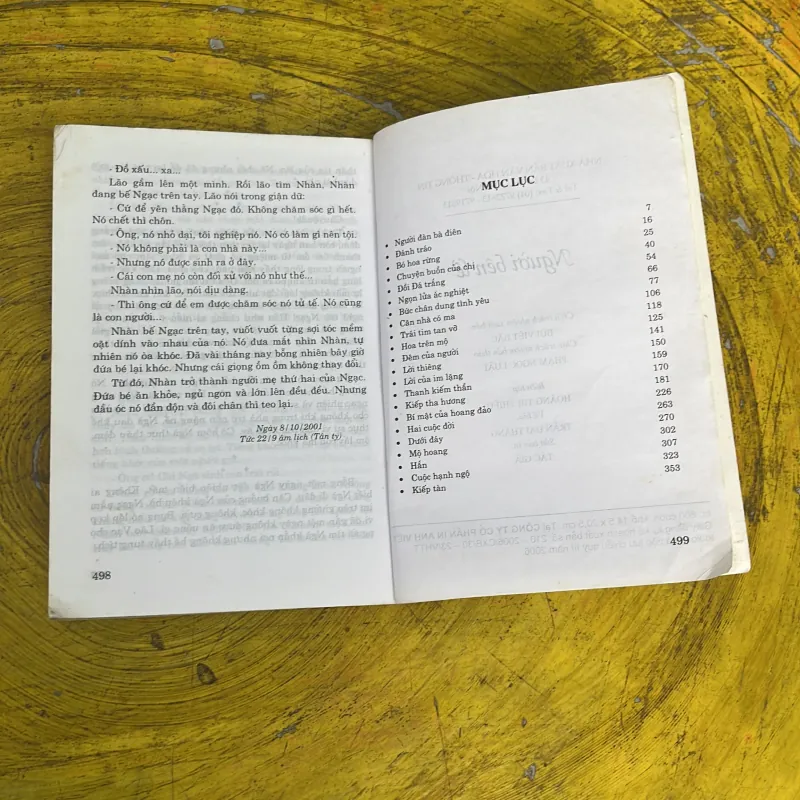 - Đồ xấu... xa...
Lão gầm lên một mình. Rồi lão tìm Nhàn, Nhàn
đang bế Ngạc trên tay. Lão nói trong giận dữ:
- Cứ để yên thằng Ngạc đó. Không chăm sóc gì hết.
Nó chết thì chôn.
- Ông, nó nhỏ dại, tôi nghiệp nó. Nó có làm gì nên tội.
- Nó không phải là con nhà này...
- Nhưng nó được sinh ra ở đây.
- Cái con mẹ nó còn đối xử với nó như thế...
Nhàn nhìn lão, nói dịu dàng.
- Thì ông cứ để em được chăm sóc nó tử tế. Nó cũng
là con người...
Nhàn bế Ngạc trên tay, vuốt vuốt từng sợi tóc mềm
oặt dính vào nhau của nó. Nó đưa mắt nhìn Nhàn, tự
nhiên nó òa khóc. Đã vài tháng nay bỗng nhiên bây giờ
đứa bé lại khóc. Nhưng cái giọng ồm ồm không thay đổi.
Từ đó, Nhàn trở thành người mẹ thứ hai của Ngạc.
Đứa bé ăn khỏe, ngủ ngon và lớn lên đều đều. Nhưng
đầu óc nó đần độn và đôi chân thì teo lại.
Ngày 8/10/2001
Tức 22/9 âm lịch (Tân tỵ)
498
MỤC LỤC
• Người đàn bà điên 7
• Đánh tráo 16
• Bó hoa rừng 25
• Chuyện buồn của chị 40
• Đồi Đá trắng 54
• Ngọn lửa ác nghiệt 66
• Bức chân dung tình yêu 77
• Căn nhà có ma 106
• Trái tim tan vỡ 118
• Hoa trên mộ 125
• Đêm của người 141
• Lời thiêng 150
• Lời của im lặng 159
• Thanh kiếm thần 170
• Kiếp tha hương 181
• Bí mật của hoang đảo 226
• Hai cuộc đời 263
• Dưới đáy 270
• Mộ hoang 302
• Hắn 307
• Cuộc hạnh ngộ 323
• Kiếp tằn 353
499